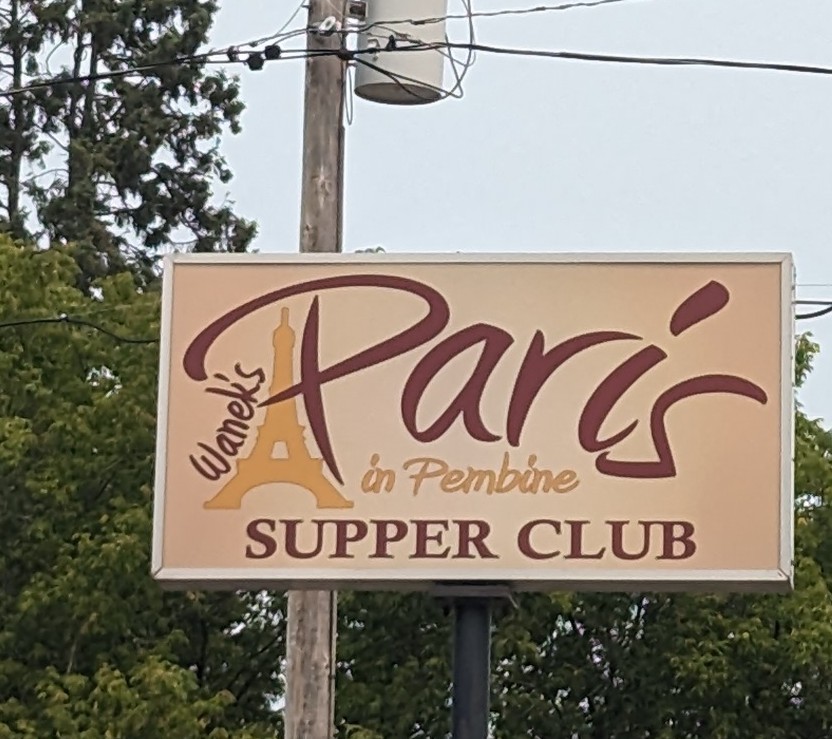 Wanek's
Paris
in Pembine
SUPPER CLUB